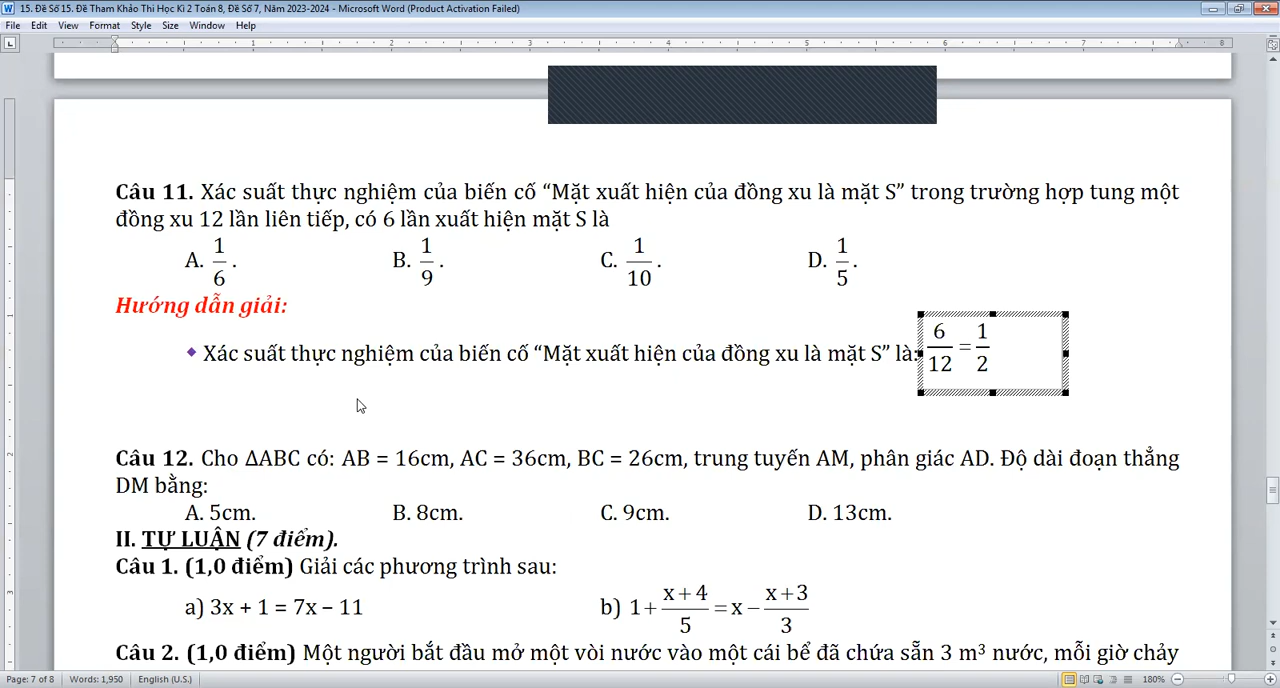 15. Đề Số 15. Đề Tham Khảo Thi Học Kì 2 Toán 8, Đề Số 7, Năm 2023-2024 - Microsoft Word (Product Activation Failed)
File Edit View Format Style Size Window Help
1 2 3 4 5 6 7 8
Câu 11. Xác suất thực nghiệm của biến cố “Mặt xuất hiện của đồng xu là mặt S” trong trường hợp tung một
đồng xu 12 lần liên tiếp, có 6 lần xuất hiện mặt S là
A. 1/6. B. 1/9. C. 1/10. D. 1/5.
Hướng dẫn giải:
❖ Xác suất thực nghiệm của biến cố “Mặt xuất hiện của đồng xu là mặt S” là: 6/12 = 1/2
Câu 12. Cho ΔABC có: AB = 16cm, AC = 36cm, BC = 26cm, trung tuyến AM, phân giác AD. Độ dài đoạn thẳng
DM bằng:
A. 5cm. B. 8cm. C. 9cm. D. 13cm.
II. TỰ LUẬN (7 điểm).
Câu 1. (1,0 điểm) Giải các phương trình sau:
a) 3x + 1 = 7x – 11 b) 1 + (x + 4)/5 = x − (x + 3)/3
Câu 2. (1,0 điểm) Một người bắt đầu mở một vòi nước vào một cái bể đã chứa sẵn 3 m³ nước, mỗi giờ chảy
Page: 7 of 8 Words: 1,950 English (U.S.) 180%